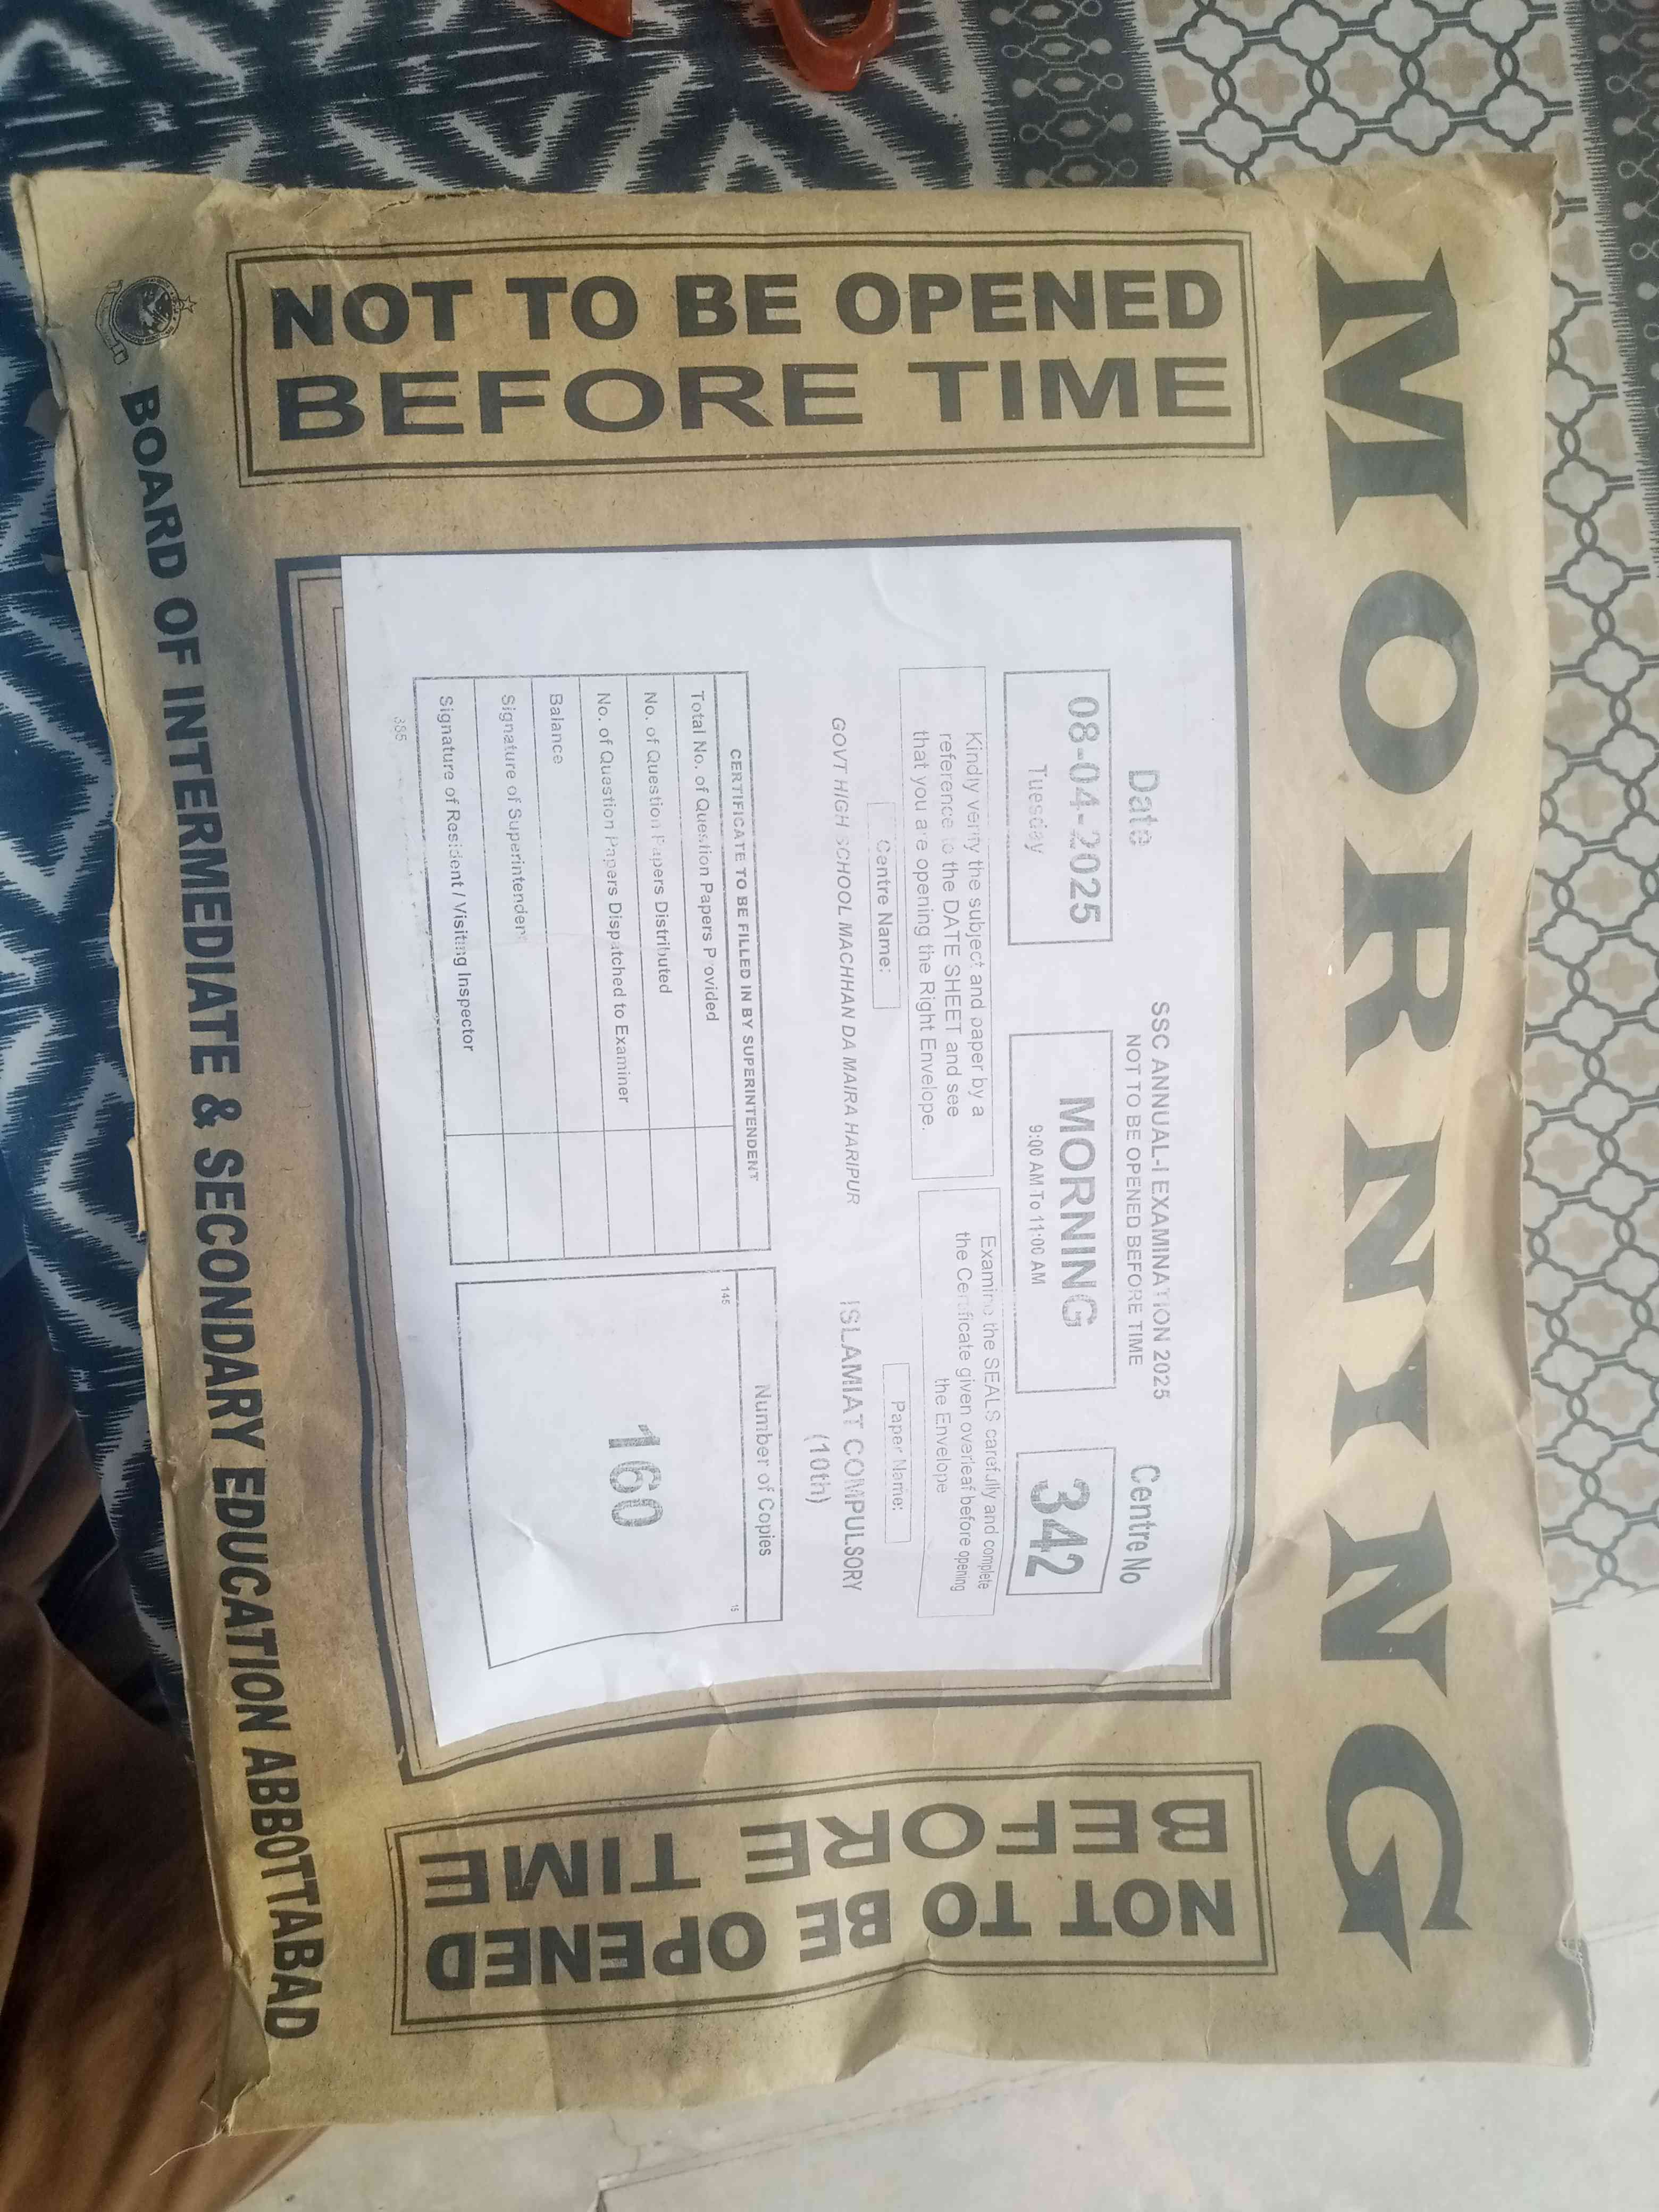 MORNING
NOT TO BE OPENED
BEFORE TIME
SSC ANNUAL-I EXAMINATION 2025
NOT TO BE OPENED BEFORE TIME
Date
08-04-2025
Tuesday
MORNING
9:00 AM To 11:00 AM
Centre No
342
Kindly verify the subject and paper by a
reference to the DATE SHEET and see
that you are opening the Right Envelope.
Examine the SEALS carefully and complete
the Certificate given overleaf before opening
the Envelope
Centre Name:
GOVT HIGH SCHOOL MACHHAN DA MAIRA HARIPUR
Paper Name:
ISLAMIAT COMPULSORY
(10th)
CERTIFICATE TO BE FILLED IN BY SUPERINTENDENT
Total No. of Question Papers Provided
No. of Question Papers Distributed
No. of Question Papers Dispatched to Examiner
Balance
Signature of Superintendent
Signature of Resident / Visiting Inspector
385
Number of Copies
145
15
160
NOT TO BE OPENED
BEFORE TIME
BOARD OF INTERMEDIATE & SECONDARY EDUCATION ABBOTTABAD